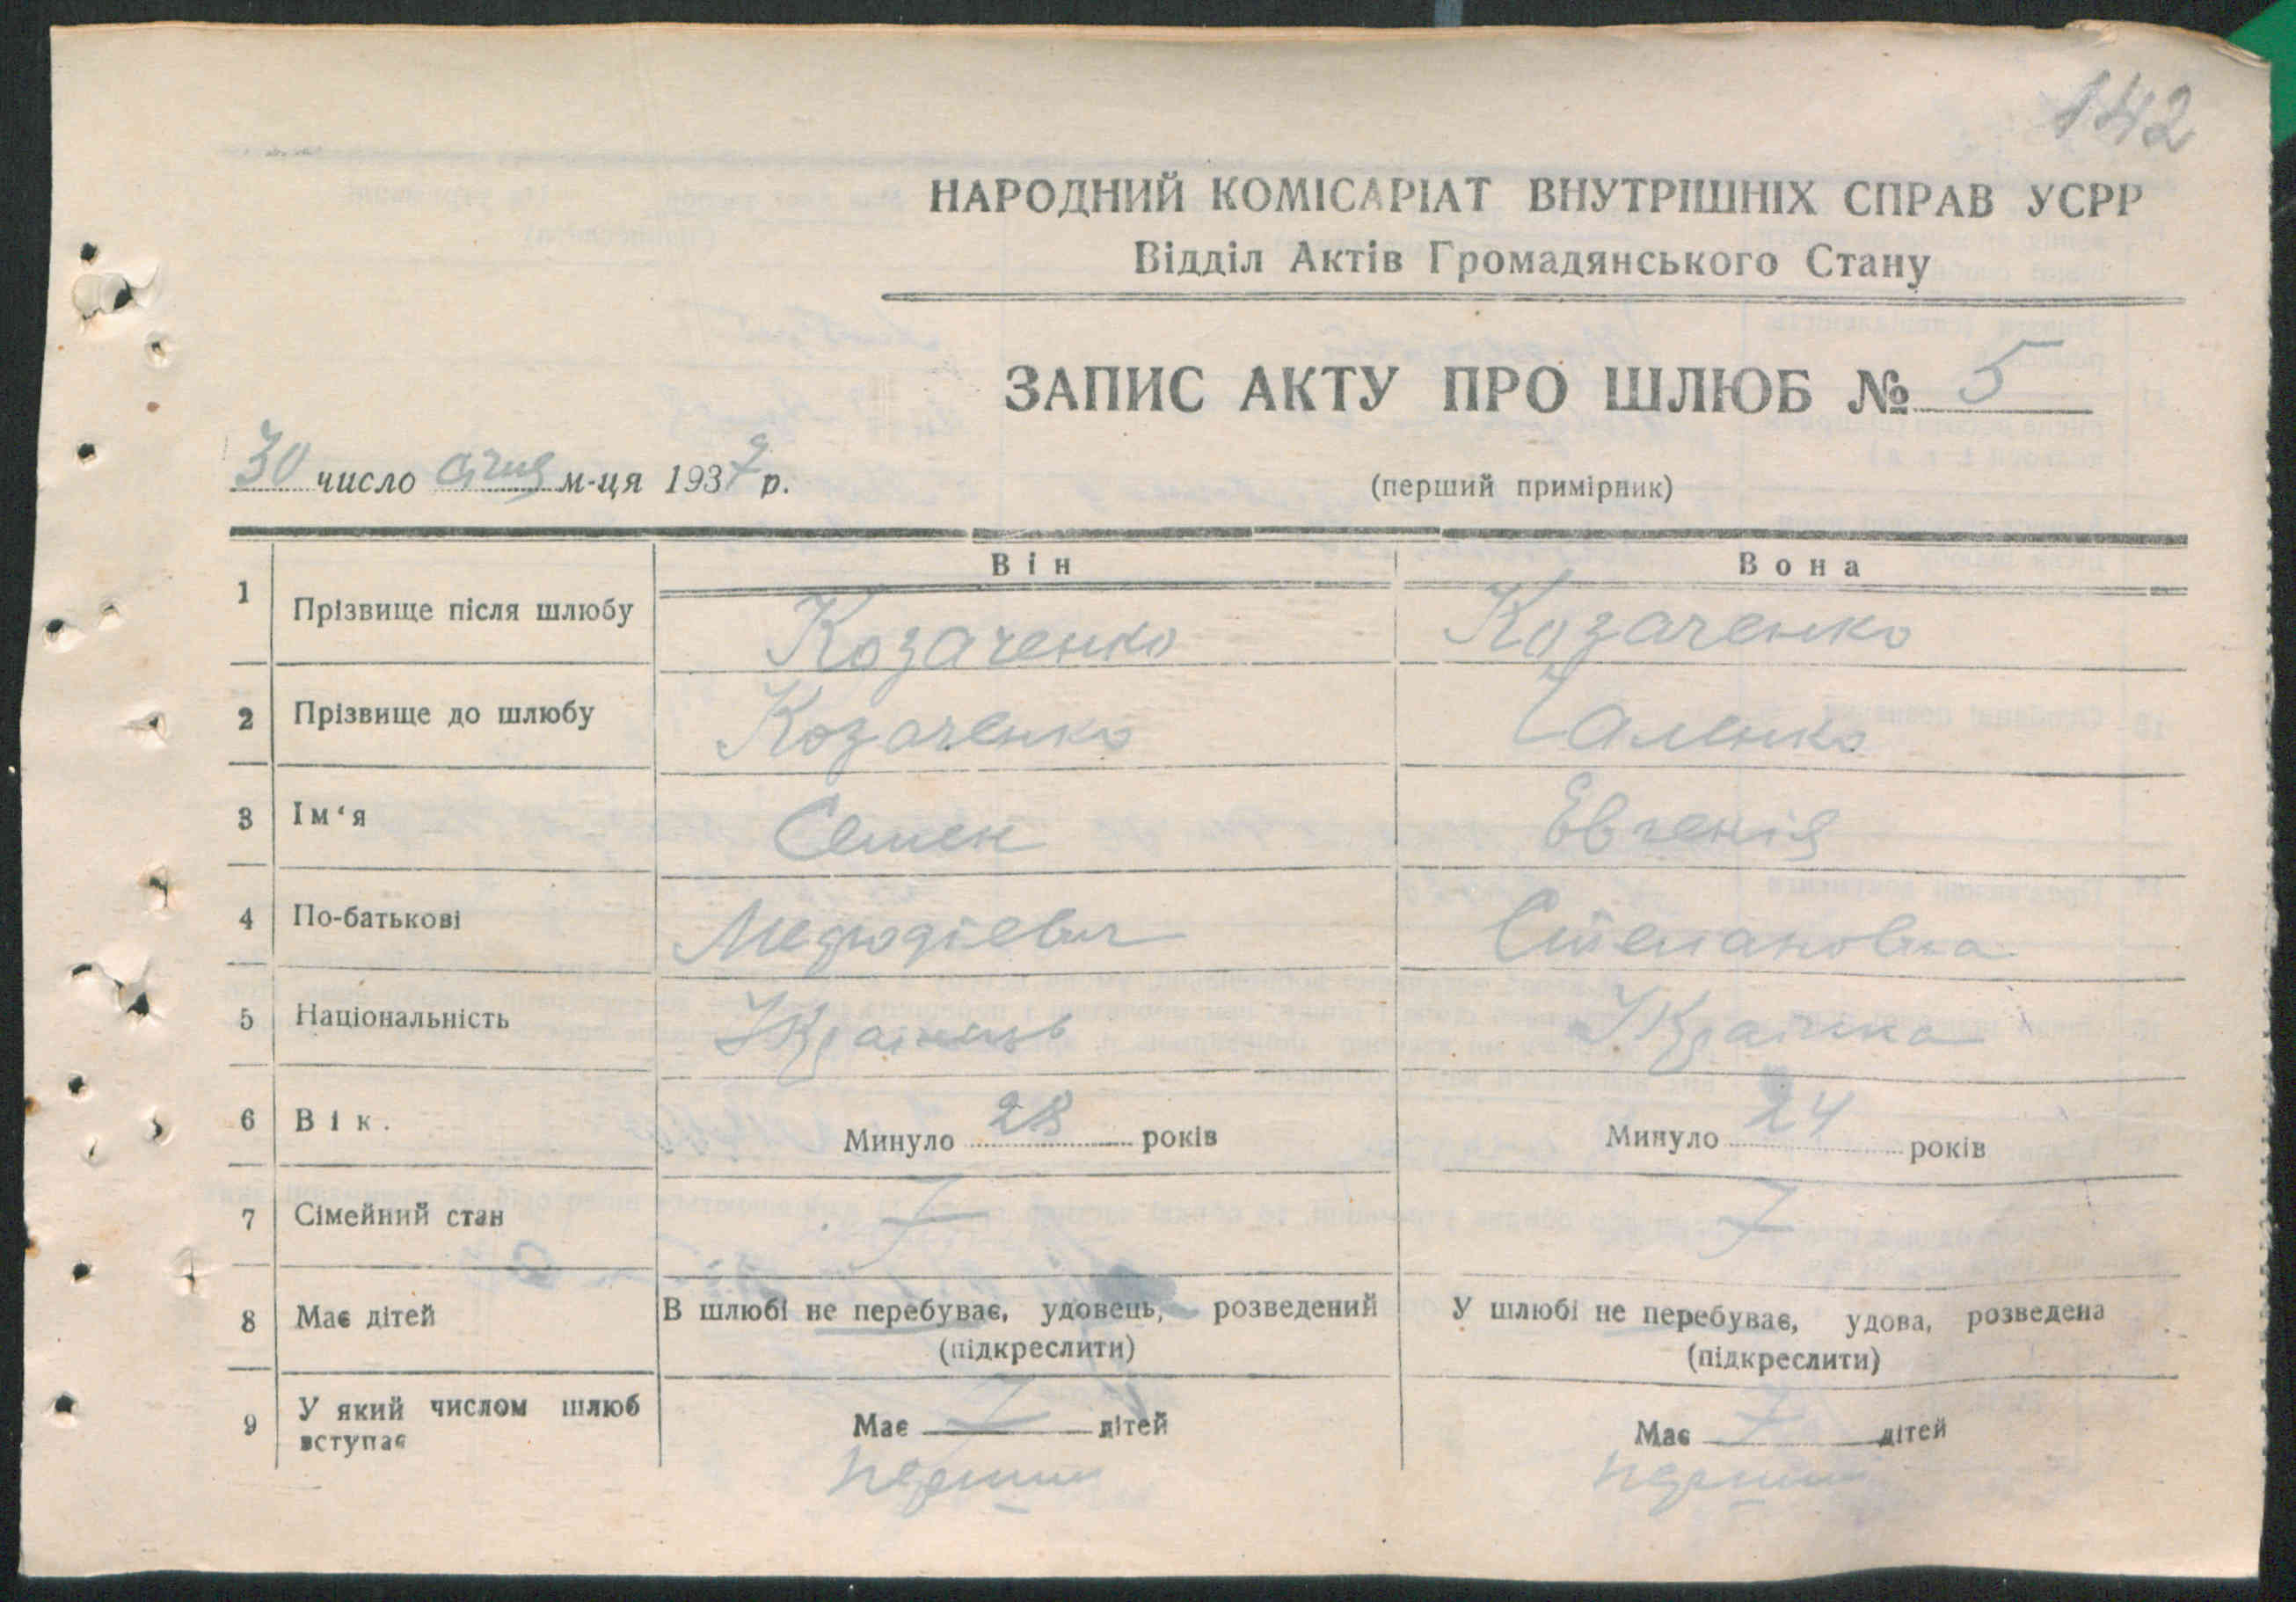 142
НАРОДНИЙ КОМІСАРІАТ ВНУТРІШНІХ СПРАВ УСРР
Відділ Актів Громадянського Стану
ЗАПИС АКТУ ПРО ШЛЮБ № 5
30 число січня м-ця 1937 р. (перший примірник)
Він Вона
1 Прізвище після шлюбу Козаченко Козаченко
2 Прізвище до шлюбу Козаченко Галенко
3 Ім‘я Семен Евгенія
4 По-батькові Мефодіевич Степановна
5 Національність Українець Українка
6 Вік. Минуло 28 років Минуло 24 років
7 Сімейний стан
8 Має дітей В шлюбі не перебуває, удовець, розведений У шлюбі не перебуває, удова, розведена
(підкреслити) (підкреслити)
9 У який числом шлюб вступає Має дітей Має дітей
перший перший